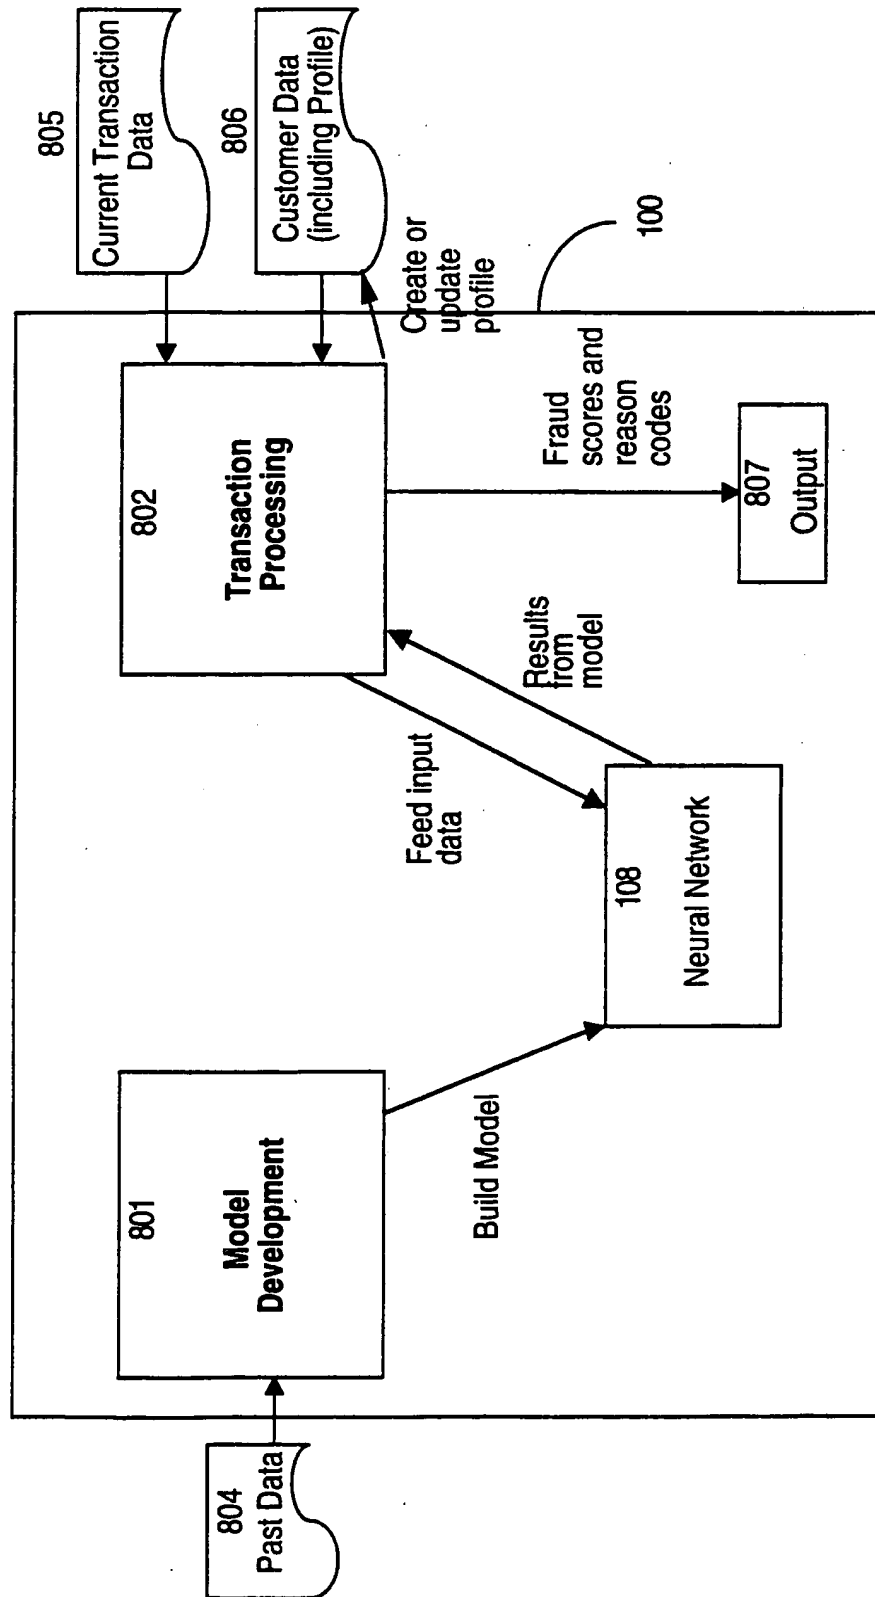 804
Past Data
801
Model
Development
Build Model
108
Neural Network
Feed input
data
Results
from
model
802
Transaction
Processing
805
Current Transaction
Data
806
Customer Data
(including Profile)
Create or
update
profile
100
Fraud
scores and
reason
codes
807
Output